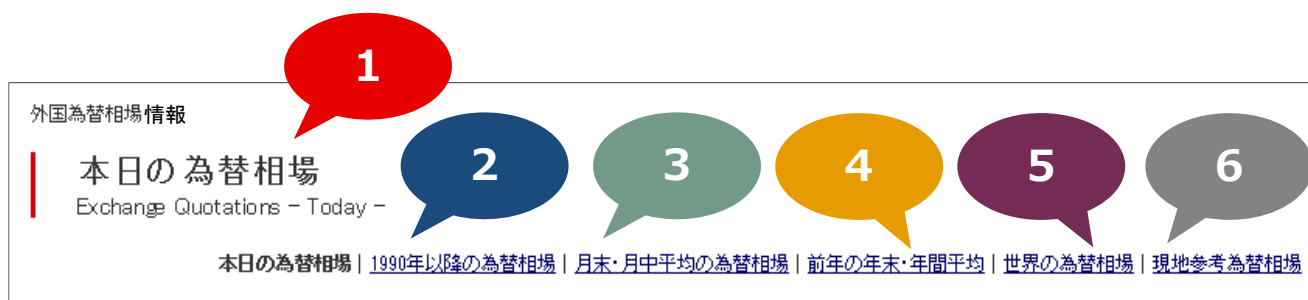 1
外国為替相場情報
2
3
4
5
6
本日の為替相場
Exchange Quotations − Today −
本日の為替相場 | 1990年以降の為替相場 | 月末・月中平均の為替相場 | 前年の年末・年間平均 | 世界の為替相場 | 現地参考為替相場